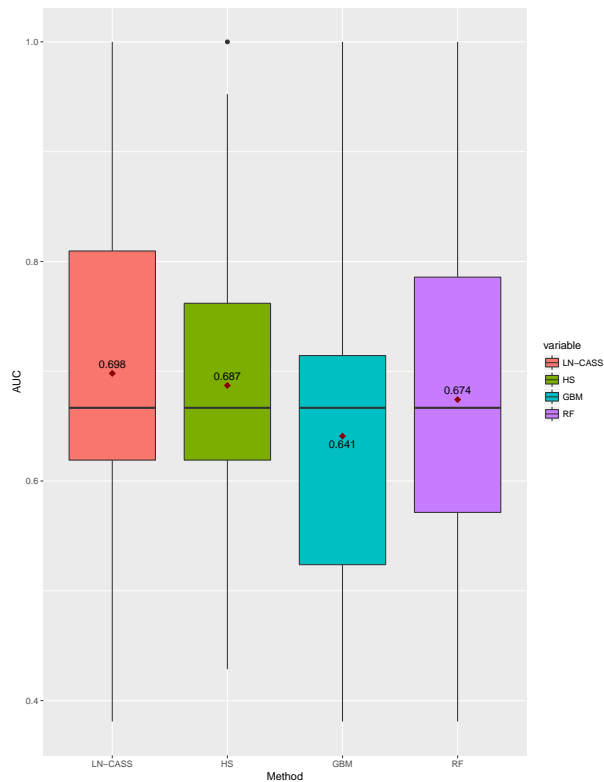 1.0
0.8
0.6
0.4
AUC
0.698
0.687
0.641
0.674
LN-CASS
HS
GBM
RF
Method
variable
LN-CASS
HS
GBM
RF